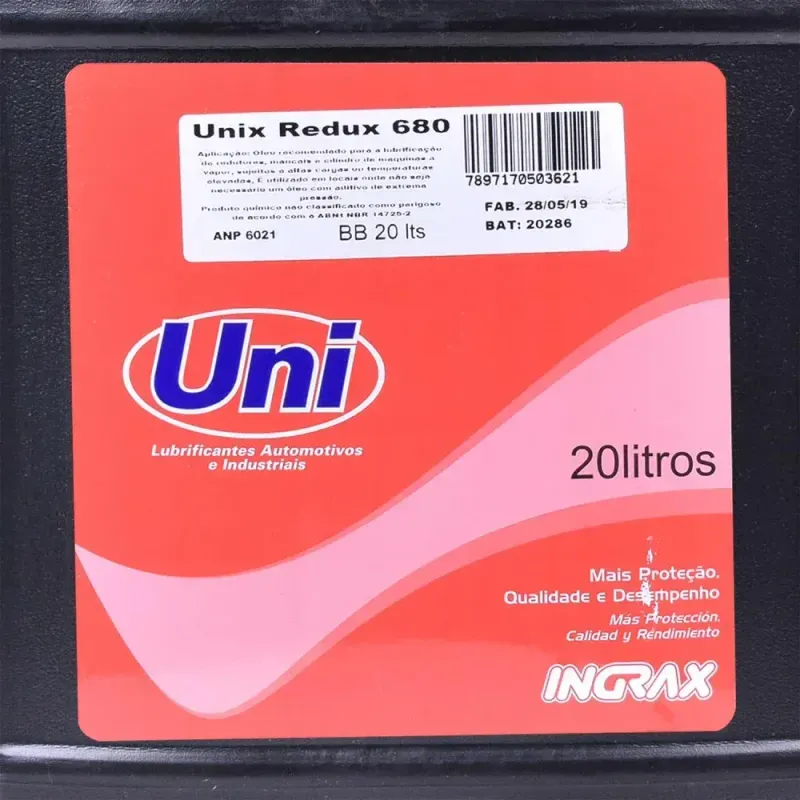 Unix Redux 680
Aplicação: Óleo recomendado para a lubrificação
de redutores, mancais e cilindro de maquinas a
vapor, sujeitos a altas cargas ou temperaturas
elevadas, É utilizado em locais onde não seja
necessário um óleo com aditivo de extrema
pressão.
Produto químico não classificado como perigoso
de acordo com a ABNT NBR 14725-2
ANP 6021
BB 20 lts
7897170503621
FAB. 28/05/19
BAT: 20286
Uni
Lubrificantes Automotivos
e Industriais
20litros
Mais Proteção.
Qualidade e Desempenho
Más Protección.
Calidad y Rendimiento
INGRAX